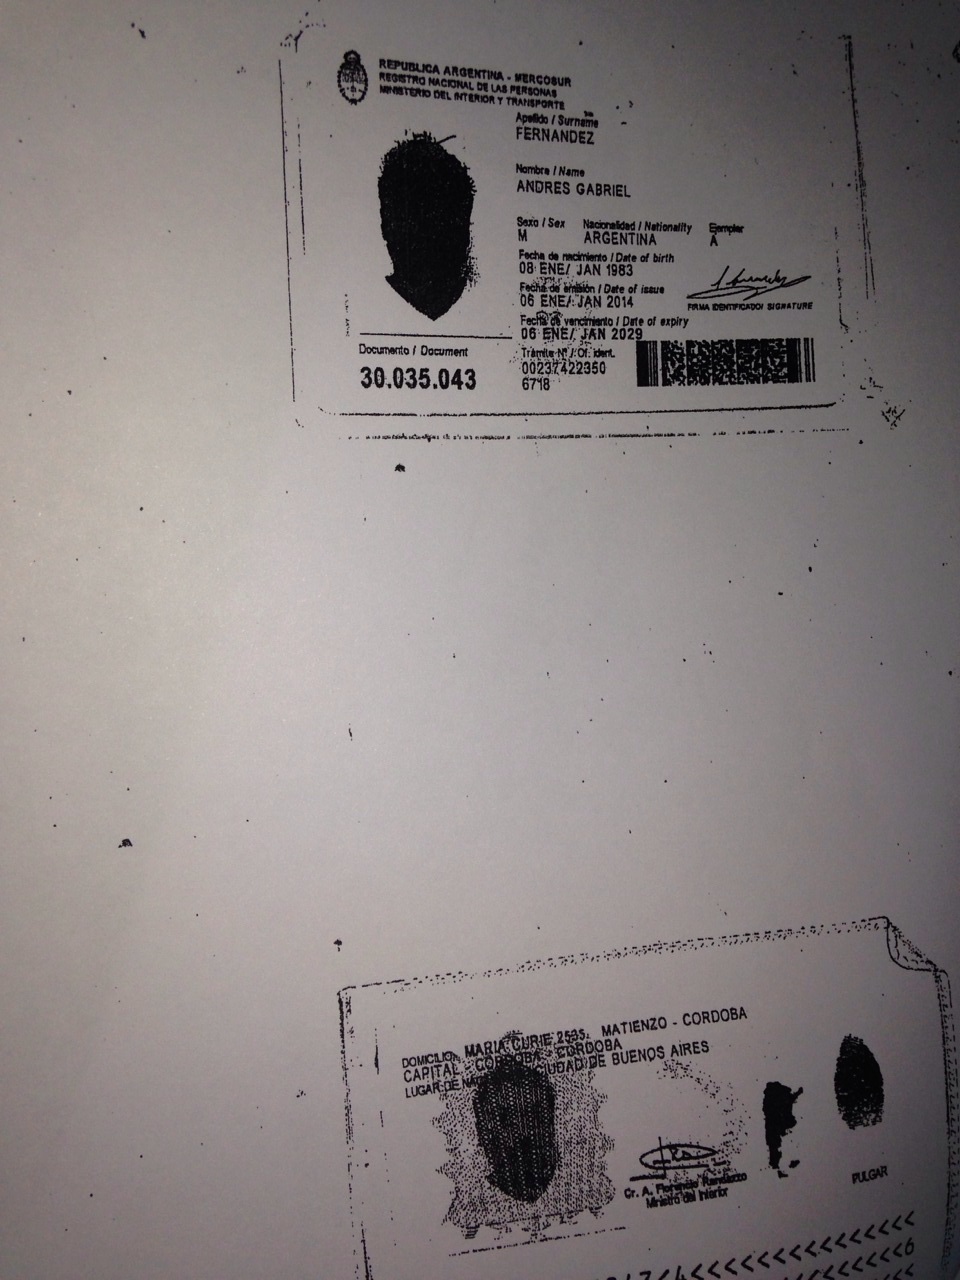 REPUBLICA ARGENTINA - MERCOSUR
REGISTRO NACIONAL DE LAS PERSONAS
MINISTERIO DEL INTERIOR Y TRANSPORTE
Apellido / Surname
FERNANDEZ
Nombre / Name
ANDRES GABRIEL
Sexo / Sex Nacionalidad / Nationality Ejemplar
M ARGENTINA A
Fecha de nacimiento / Date of birth
08 ENE/ JAN 1983
Fecha de emisión / Date of issue
06 ENE/ JAN 2014
FIRMA IDENTIFICADO/ SIGNATURE
Fecha de vencimiento / Date of expiry
06 ENE/ JAN 2029
Documento / Document
30.035.043
Trámite Nº / Of. ident.
00237422350
6718
DOMICILIO: MARIA CURIE 2535. MATIENZO - CORDOBA
CAPITAL - CORDOBA - CORDOBA
LUGAR DE CIUDAD DE BUENOS AIRES
Cr. A. Florencio Randazzo
Ministro del Interior
PULGAR
<<<<<<<<<<<<<<<
<<<<<<<<<6